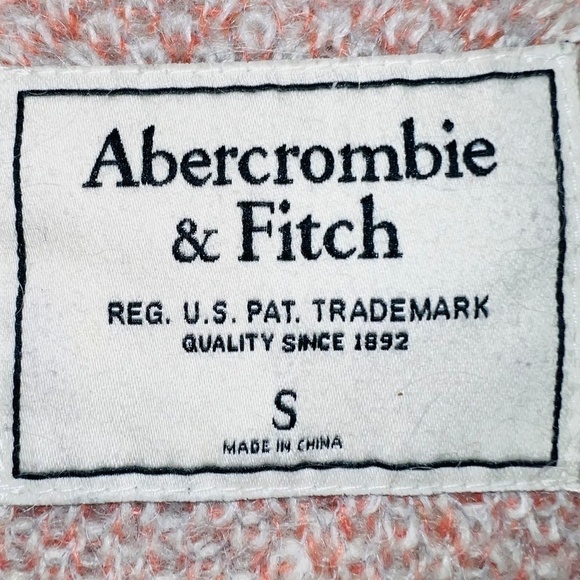 Abercrombie
& Fitch
REG. U.S. PAT. TRADEMARK
QUALITY SINCE 1892
S
MADE IN CHINA